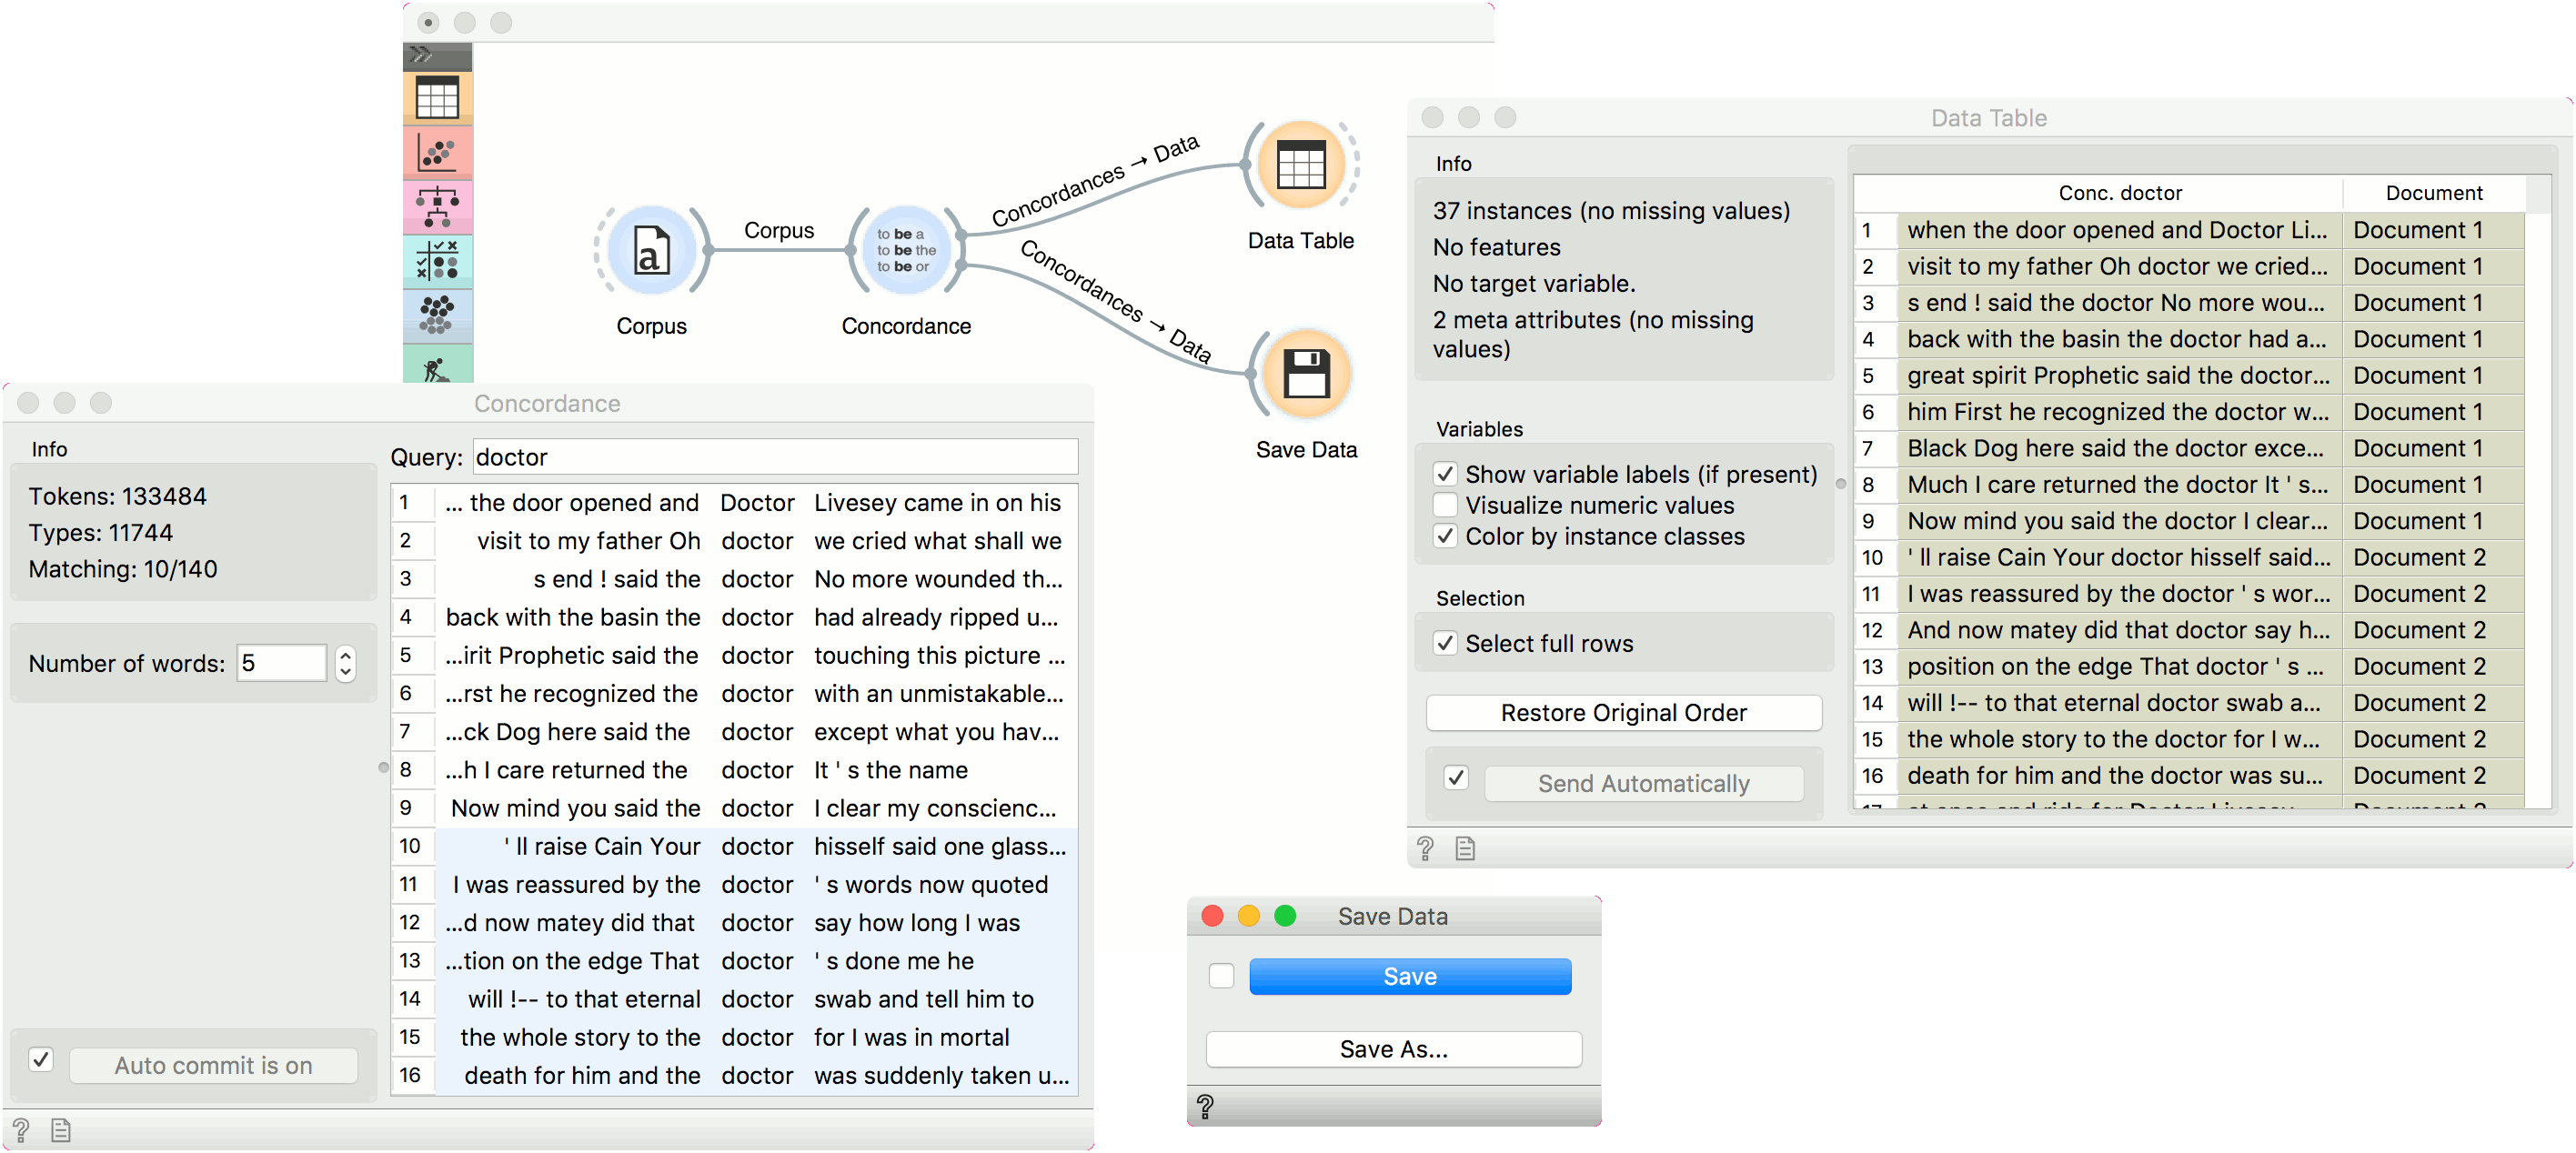 Corpus
Concordances → Data
Concordances → Data
to be a
to be the
to be or
Corpus
Concordance
Data Table
Save Data
Concordance
Info
Tokens: 133484
Types: 11744
Matching: 10/140
Number of words: 5
Auto commit is on
Query: doctor
1 ... the door opened and Doctor Livesey came in on his
2 visit to my father Oh doctor we cried what shall we
3 s end ! said the doctor No more wounded th...
4 back with the basin the doctor had already ripped u...
5 ...irit Prophetic said the doctor touching this picture ...
6 ...rst he recognized the doctor with an unmistakable...
7 ...ck Dog here said the doctor except what you hav...
8 ...h I care returned the doctor It ' s the name
9 Now mind you said the doctor I clear my conscienc...
10 ' ll raise Cain Your doctor hisself said one glass...
11 I was reassured by the doctor ' s words now quoted
12 ...d now matey did that doctor say how long I was
13 ...tion on the edge That doctor ' s done me he
14 will !-- to that eternal doctor swab and tell him to
15 the whole story to the doctor for I was in mortal
16 death for him and the doctor was suddenly taken u...
Data Table
Info
37 instances (no missing values)
No features
No target variable.
2 meta attributes (no missing
values)
Variables
Show variable labels (if present)
Visualize numeric values
Color by instance classes
Selection
Select full rows
Restore Original Order
Send Automatically
Conc. doctor Document
1 when the door opened and Doctor Li... Document 1
2 visit to my father Oh doctor we cried... Document 1
3 s end ! said the doctor No more wou... Document 1
4 back with the basin the doctor had a... Document 1
5 great spirit Prophetic said the doctor... Document 1
6 him First he recognized the doctor w... Document 1
7 Black Dog here said the doctor exce... Document 1
8 Much I care returned the doctor It ' s... Document 1
9 Now mind you said the doctor I clear... Document 1
10 ' ll raise Cain Your doctor hisself said... Document 2
11 I was reassured by the doctor ' s wor... Document 2
12 And now matey did that doctor say h... Document 2
13 position on the edge That doctor ' s ... Document 2
14 will !-- to that eternal doctor swab a... Document 2
15 the whole story to the doctor for I w... Document 2
16 death for him and the doctor was su... Document 2
17 at once and ride for Doctor Livesey Document 2
Save Data
Save
Save As...